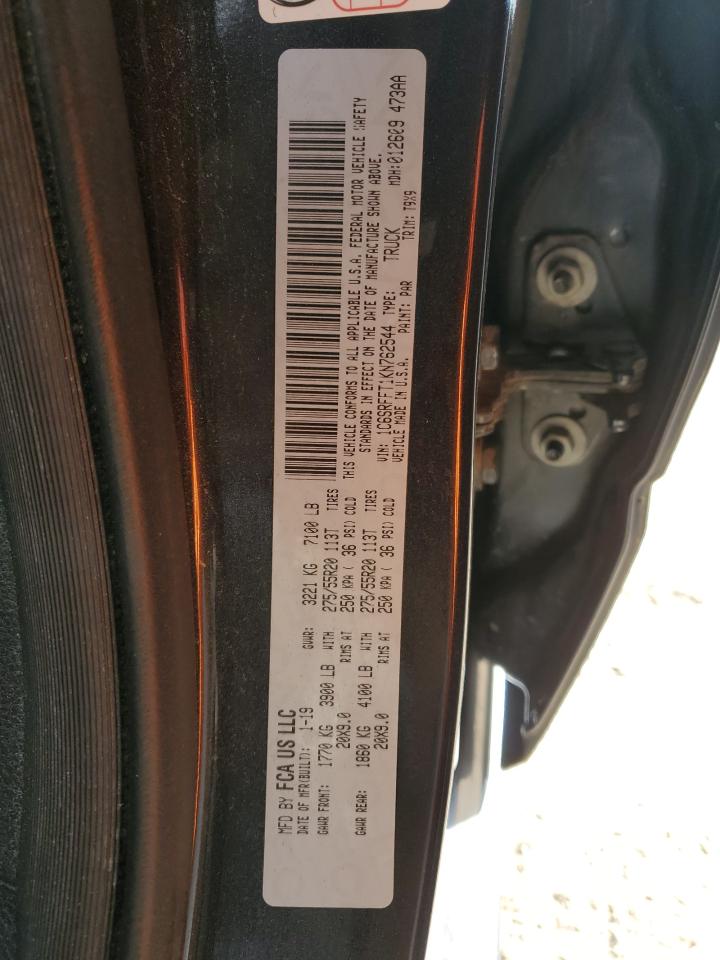 MFD BY FCA US LLC
DATE OF MFR(BUILT): 1-19 GVWR: 3221 KG 7100 LB
GAWR FRONT: 1770 KG 3900 LB WITH 275/55R20 113T TIRES
20X9.0 RIMS AT 250 KPA ( 36 PSI) COLD
GAWR REAR: 1860 KG 4100 LB WITH 275/55R20 113T TIRES
20X9.0 RIMS AT 250 KPA ( 36 PSI) COLD
THIS VEHICLE CONFORMS TO ALL APPLICABLE U.S.A. FEDERAL MOTOR VEHICLE SAFETY
STANDARDS IN EFFECT ON THE DATE OF MANUFACTURE SHOWN ABOVE.
VIN: 1C6SRFFT1KN762544 TYPE: TRUCK MDH:012609 473AA
VEHICLE MADE IN U.S.A. PAINT: PAR TRIM: T9X9